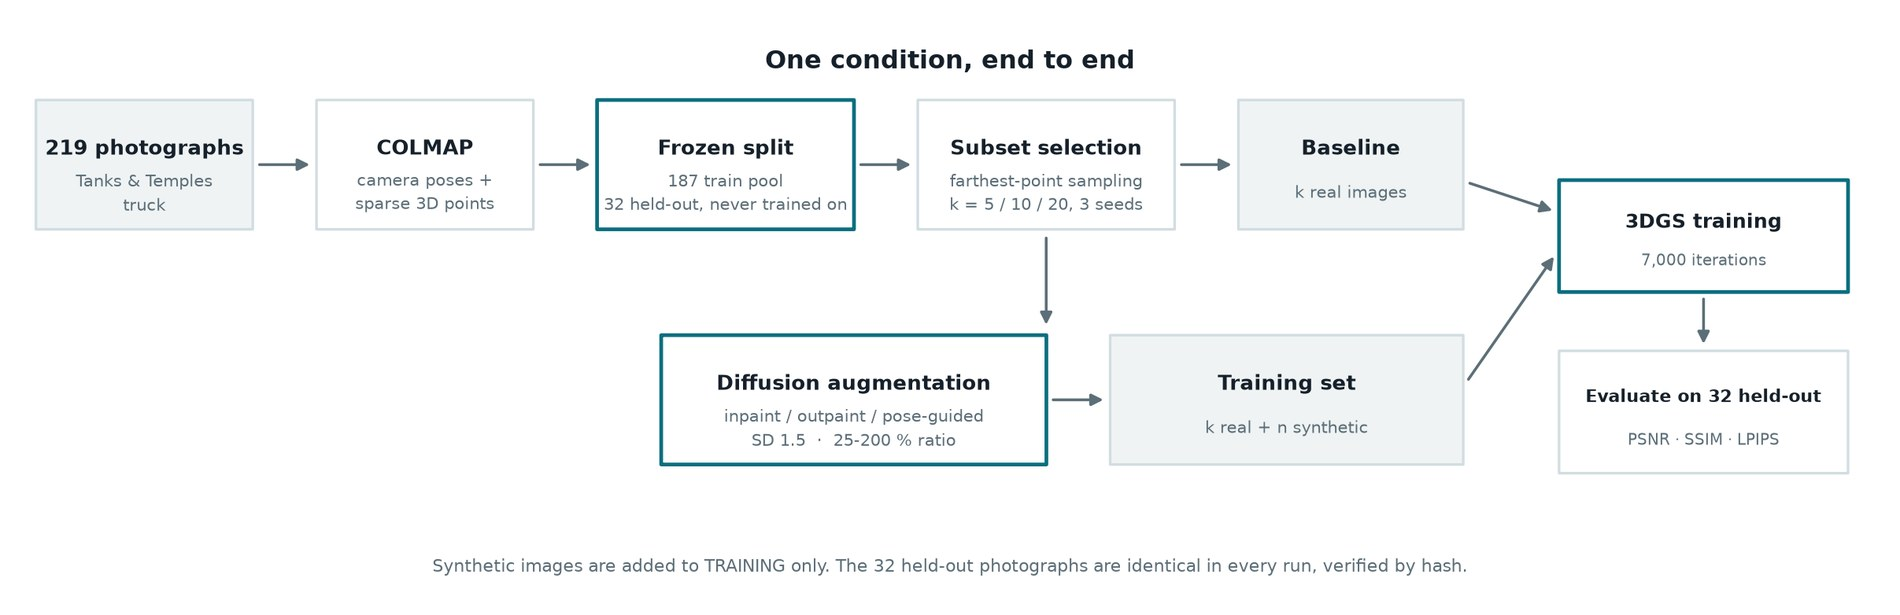 One condition, end to end
219 photographs
Tanks & Temples
truck
COLMAP
camera poses +
sparse 3D points
Frozen split
187 train pool
32 held-out, never trained on
Subset selection
farthest-point sampling
k = 5 / 10 / 20, 3 seeds
Baseline
k real images
3DGS training
7,000 iterations
Diffusion augmentation
inpaint / outpaint / pose-guided
SD 1.5 · 25-200 % ratio
Training set
k real + n synthetic
Evaluate on 32 held-out
PSNR · SSIM · LPIPS
Synthetic images are added to TRAINING only. The 32 held-out photographs are identical in every run, verified by hash.